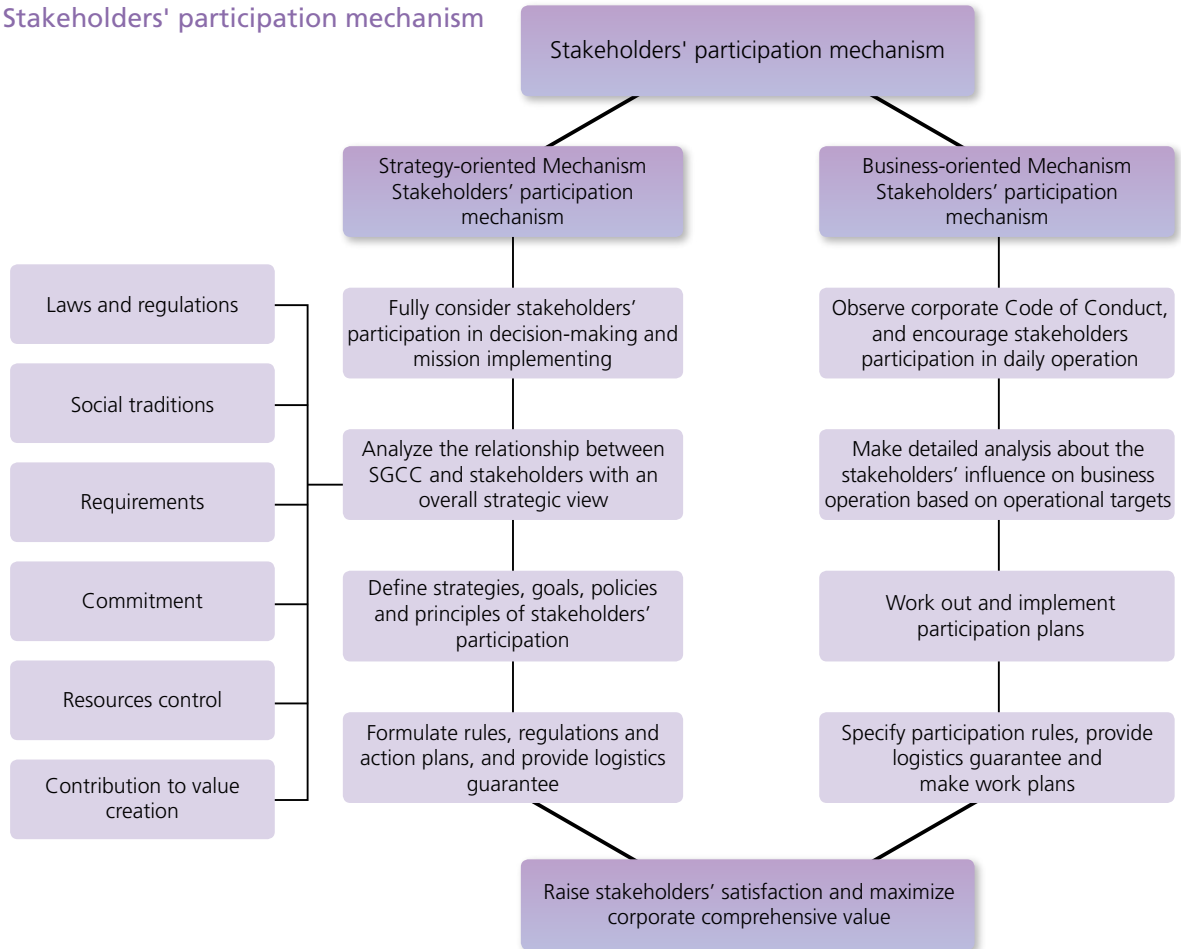 Stakeholders' participation mechanism
Stakeholders' participation mechanism
Strategy-oriented Mechanism
Stakeholders’ participation
mechanism
Business-oriented Mechanism
Stakeholders’ participation
mechanism
Laws and regulations
Social traditions
Requirements
Commitment
Resources control
Contribution to value
creation
Fully consider stakeholders’
participation in decision-making and
mission implementing
Analyze the relationship between
SGCC and stakeholders with an
overall strategic view
Define strategies, goals, policies
and principles of stakeholders’
participation
Formulate rules, regulations and
action plans, and provide logistics
guarantee
Observe corporate Code of Conduct,
and encourage stakeholders
participation in daily operation
Make detailed analysis about the
stakeholders’ influence on business
operation based on operational targets
Work out and implement
participation plans
Specify participation rules, provide
logistics guarantee and
make work plans
Raise stakeholders’ satisfaction and maximize
corporate comprehensive value